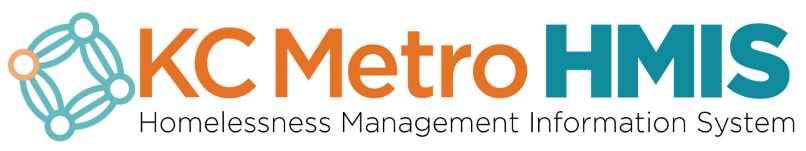 KC Metro HMIS
Homelessness Management Information System